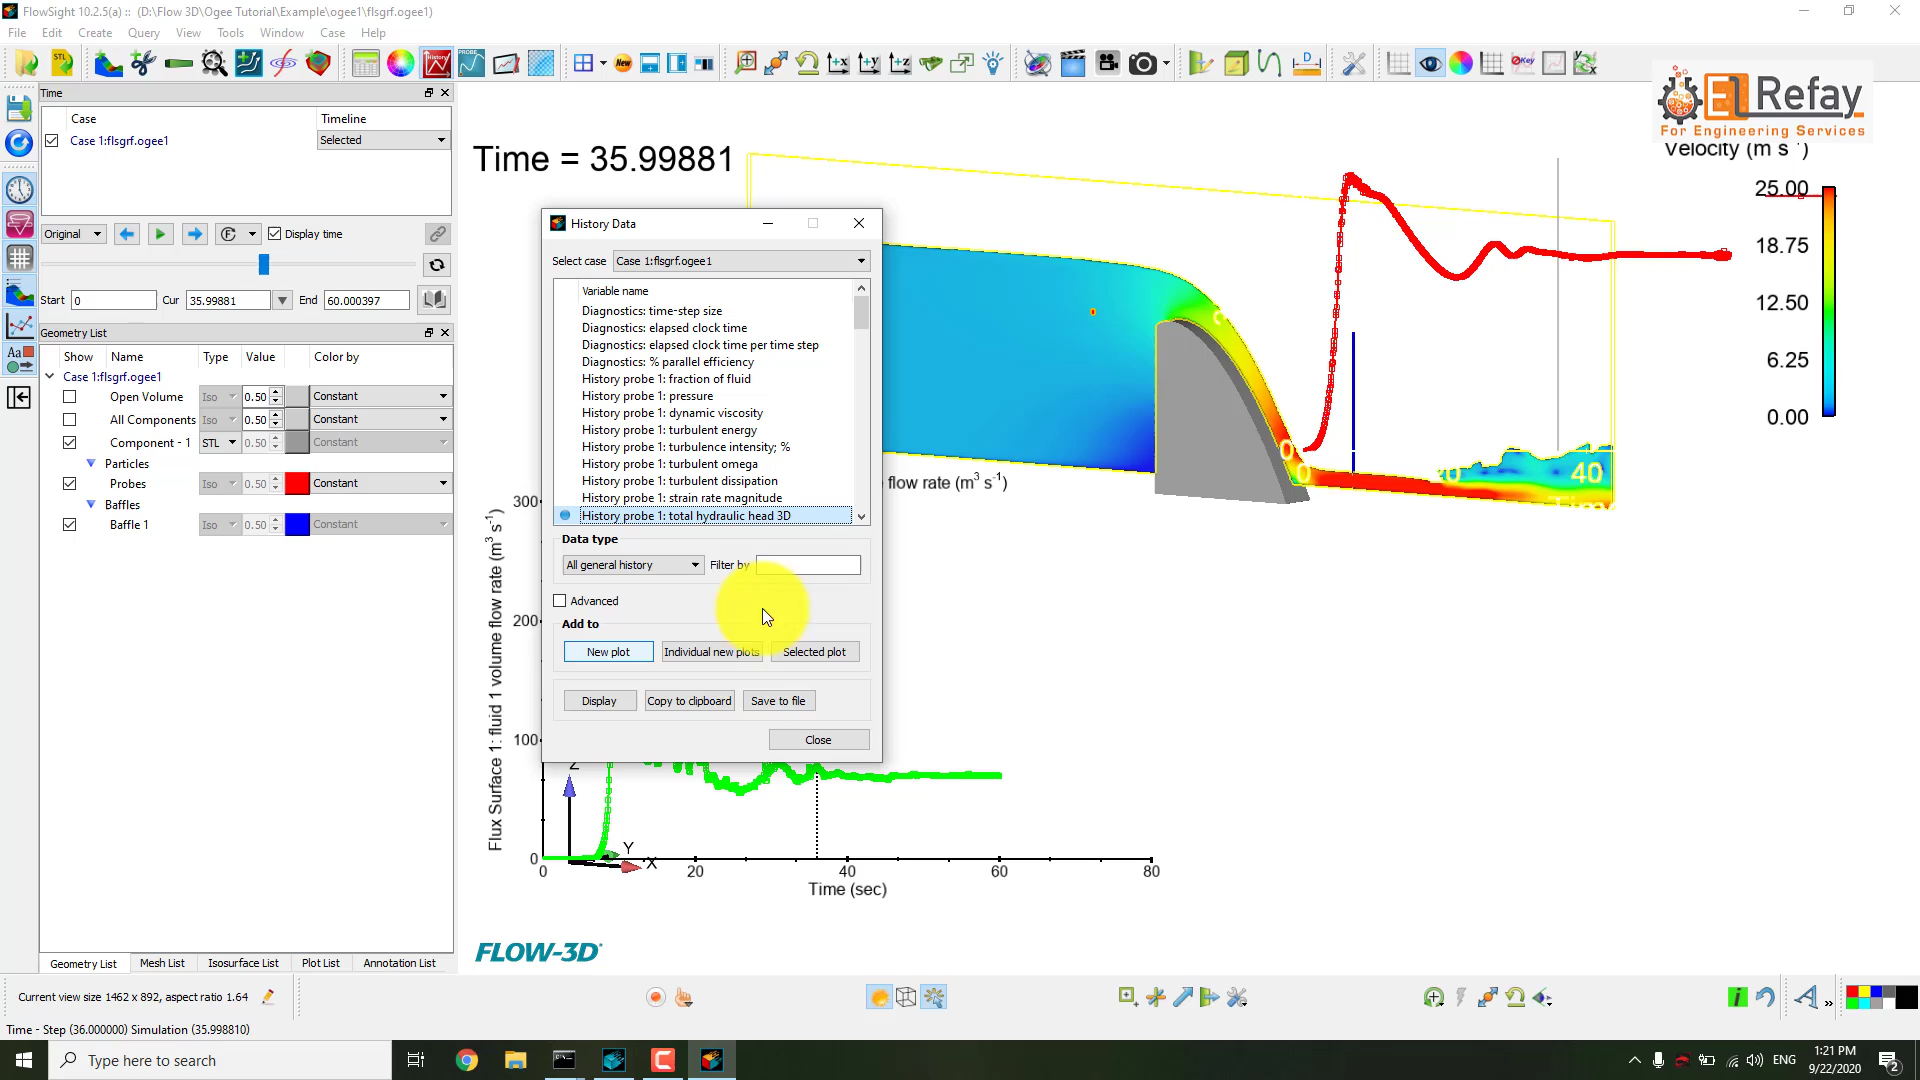 FlowSight 10.2.5(a) :: (D:\Flow 3D\Ogee Tutorial\Example\ogee1\flsgrf.ogee1)
File Edit Create Query View Tools Window Case Help
Time
Case Timeline
Case 1:flsgrf.ogee1 Selected
Original Display time
Start 0 Cur 35.99881 End 60.000397
Geometry List
Show Name Type Value Color by
Case 1:flsgrf.ogee1
Open Volume Iso 0.50 Constant
All Components Iso 0.50 Constant
Component - 1 STL 0.50 Constant
Particles
Probes Iso 0.50 Constant
Baffles
Baffle 1 Iso 0.50 Constant
Geometry List Mesh List Isosurface List Plot List Annotation List
Current view size 1462 x 892, aspect ratio 1.64
Time - Step (36.000000) Simulation (35.998810)
Time = 35.99881
History Data
Select case Case 1:flsgrf.ogee1
Variable name
Diagnostics: time-step size
Diagnostics: elapsed clock time
Diagnostics: elapsed clock time per time step
Diagnostics: % parallel efficiency
History probe 1: fraction of fluid
History probe 1: pressure
History probe 1: dynamic viscosity
History probe 1: turbulent energy
History probe 1: turbulence intensity; %
History probe 1: turbulent omega
History probe 1: turbulent dissipation
History probe 1: strain rate magnitude
History probe 1: total hydraulic head 3D
Data type
All general history Filter by
Advanced
Add to
New plot Individual new plots Selected plot
Display Copy to clipboard Save to file
Close
El Refay
For Engineering Services
Velocity (m s⁻¹)
25.00
18.75
12.50
6.25
0.00
flow rate (m³ s⁻¹)
0
0
20
40
Flux Surface 1: fluid 1 volume flow rate (m³ s⁻¹)
300
200
100
0
0 20 40 60 80
Time (sec)
Z
Y
X
FLOW-3D
Type here to search
ENG
1:21 PM
9/22/2020
2